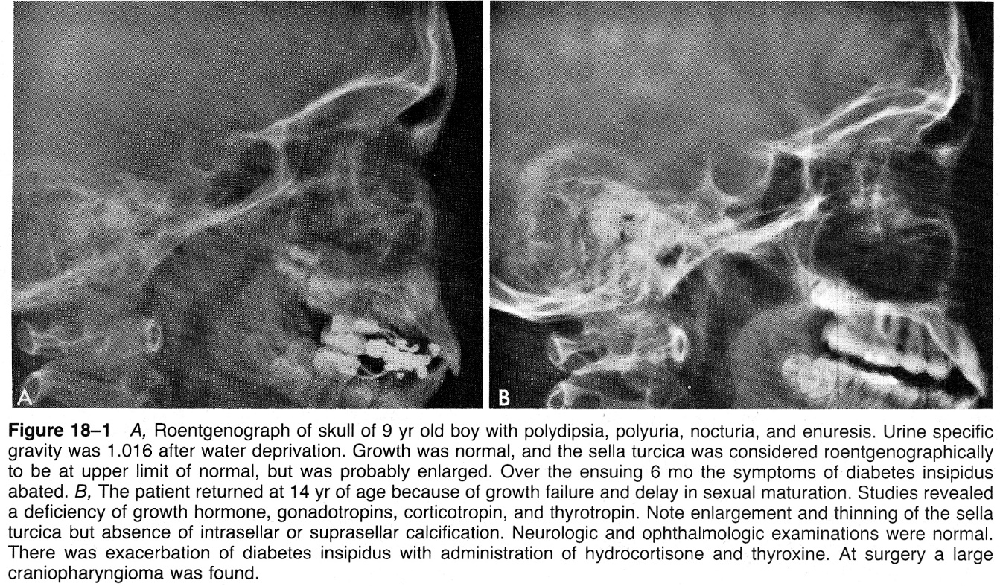 A
B
Figure 18–1 A, Roentgenograph of skull of 9 yr old boy with polydipsia, polyuria, nocturia, and enuresis. Urine specific
gravity was 1.016 after water deprivation. Growth was normal, and the sella turcica was considered roentgenographically
to be at upper limit of normal, but was probably enlarged. Over the ensuing 6 mo the symptoms of diabetes insipidus
abated. B, The patient returned at 14 yr of age because of growth failure and delay in sexual maturation. Studies revealed
a deficiency of growth hormone, gonadotropins, corticotropin, and thyrotropin. Note enlargement and thinning of the sella
turcica but absence of intrasellar or suprasellar calcification. Neurologic and ophthalmologic examinations were normal.
There was exacerbation of diabetes insipidus with administration of hydrocortisone and thyroxine. At surgery a large
craniopharyngioma was found.